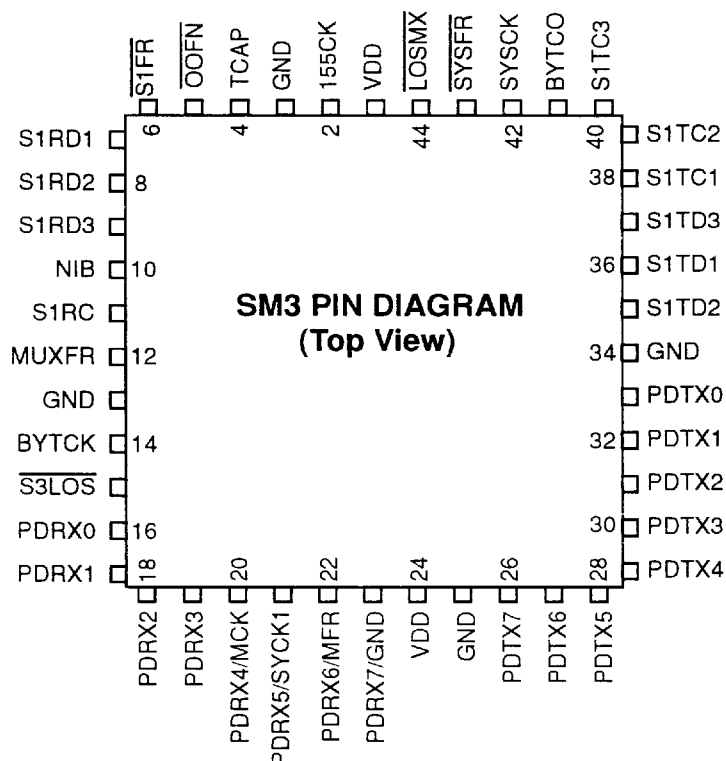 S1FR
OOFN
TCAP
GND
155CK
VDD
LOSMX
SYSFR
SYSCK
BYTCO
S1TC3
6
4
2
44
42
40
S1RD1
S1RD2
8
S1RD3
NIB
10
S1RC
MUXFR
12
GND
BYTCK
14
S3LOS
PDRX0
16
PDRX1
SM3 PIN DIAGRAM
(Top View)
S1TC2
38
S1TC1
S1TD3
36
S1TD1
S1TD2
34
GND
PDTX0
32
PDTX1
PDTX2
30
PDTX3
PDTX4
18
20
22
24
26
28
PDRX2
PDRX3
PDRX4/MCK
PDRX5/SYCK1
PDRX6/MFR
PDRX7/GND
VDD
GND
PDTX7
PDTX6
PDTX5